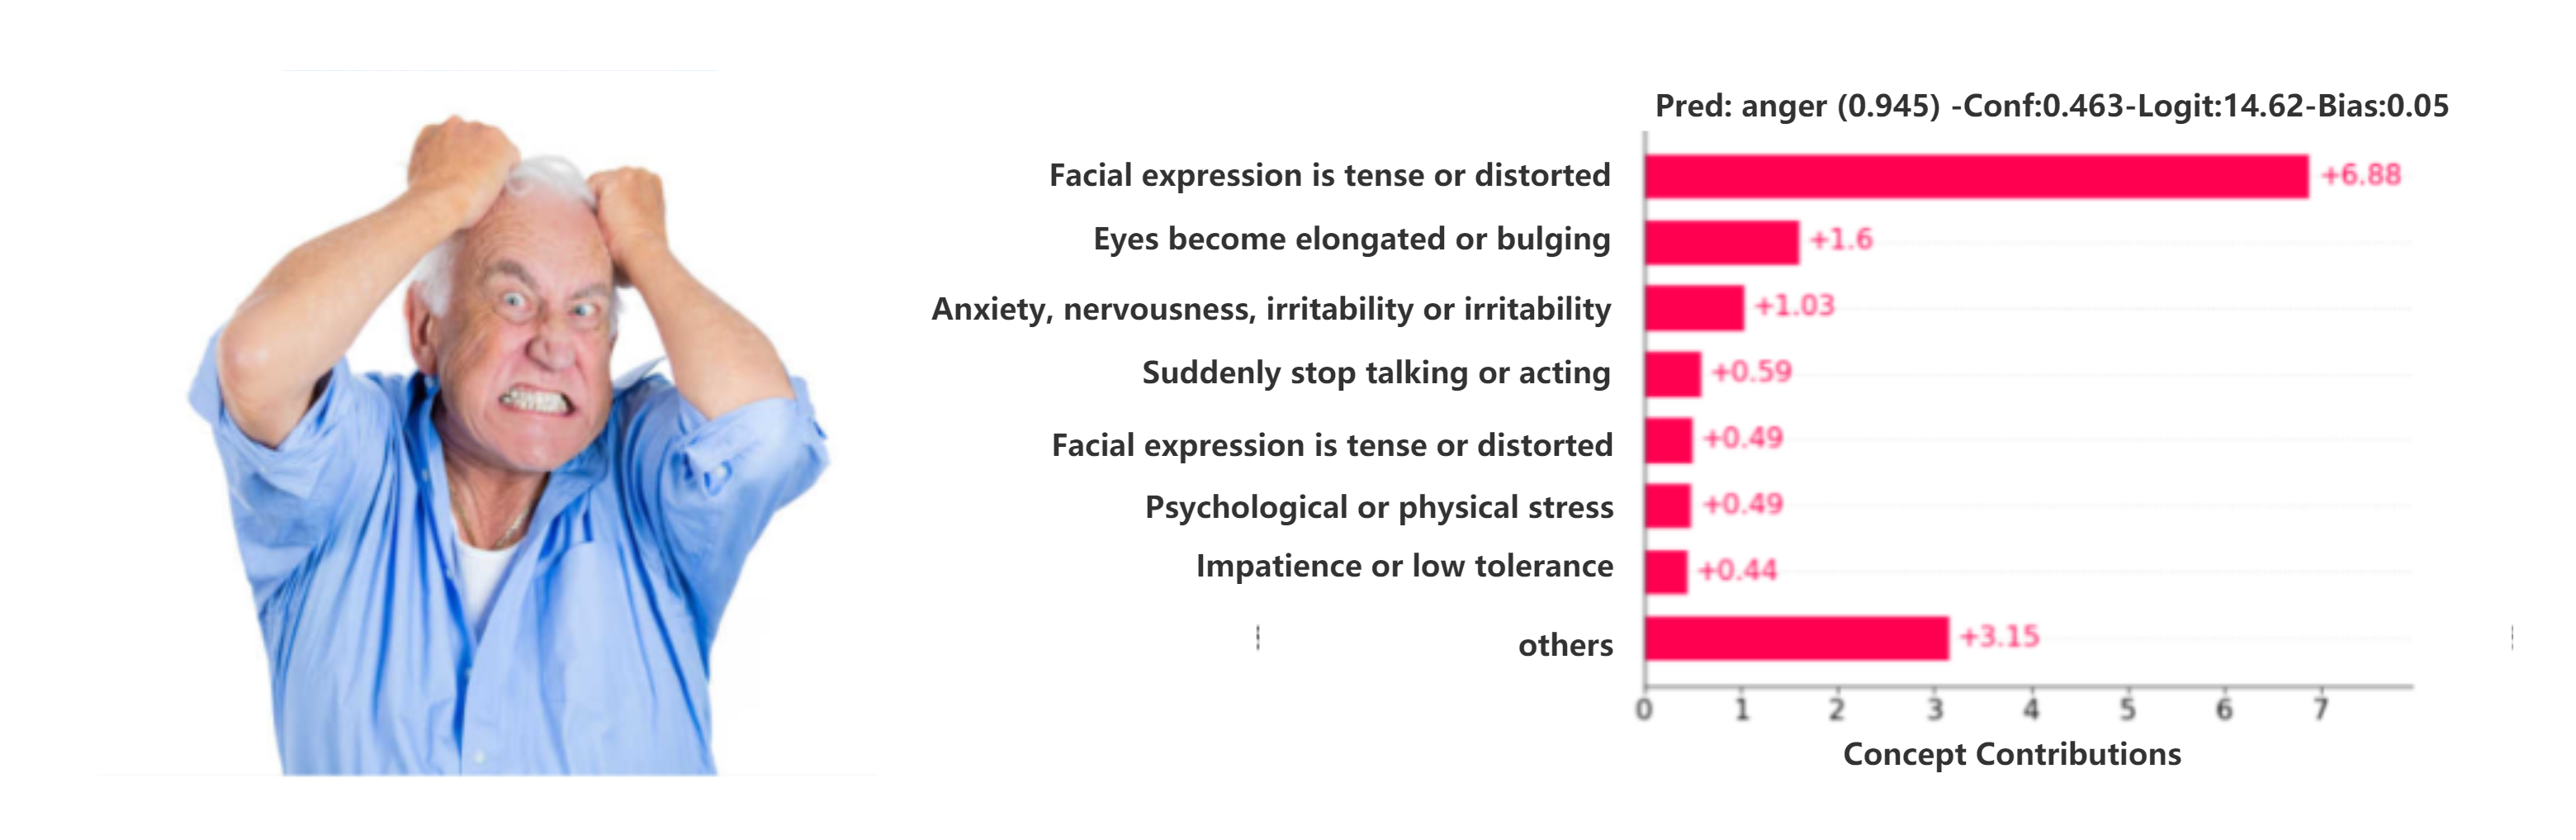 Pred: anger (0.945) -Conf:0.463-Logit:14.62-Bias:0.05
Facial expression is tense or distorted +6.88
Eyes become elongated or bulging +1.6
Anxiety, nervousness, irritability or irritability +1.03
Suddenly stop talking or acting +0.59
Facial expression is tense or distorted +0.49
Psychological or physical stress +0.49
Impatience or low tolerance +0.44
others +3.15
0 1 2 3 4 5 6 7
Concept Contributions